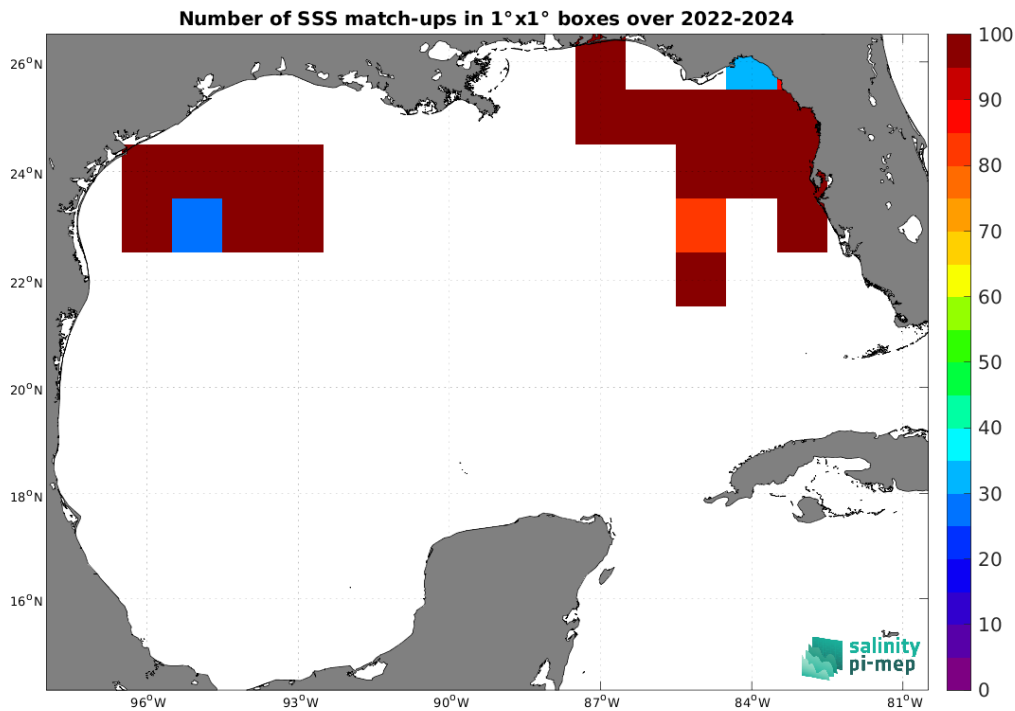 Number of SSS match-ups in 1°x1° boxes over 2022-2024
26°N
24°N
22°N
20°N
18°N
16°N
96°W
93°W
90°W
87°W
84°W
81°W
100
90
80
70
60
50
40
30
20
10
0
salinity
pi-mep